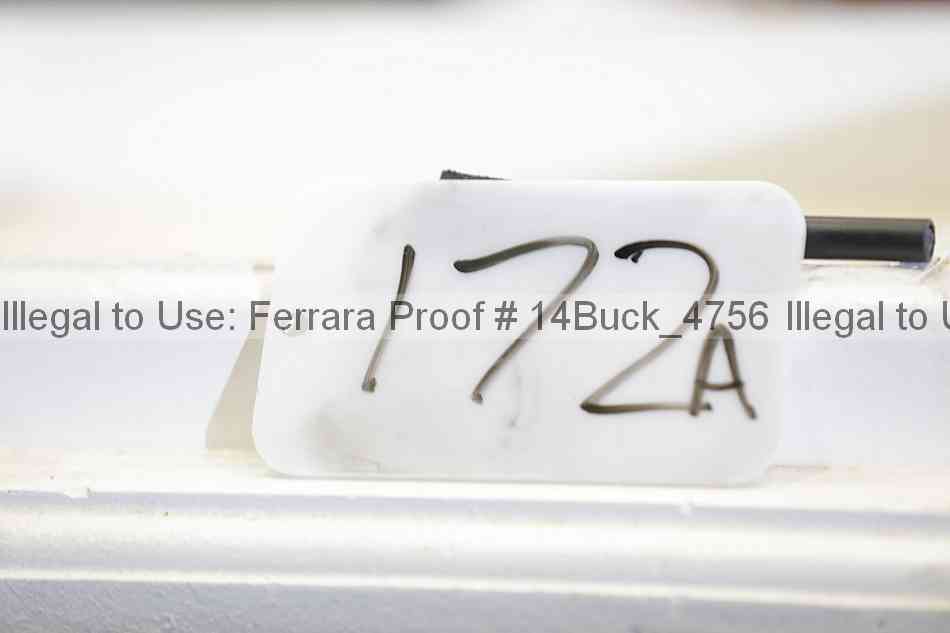 172A
Illegal to Use: Ferrara Proof # 14Buck_4756 Illegal to U